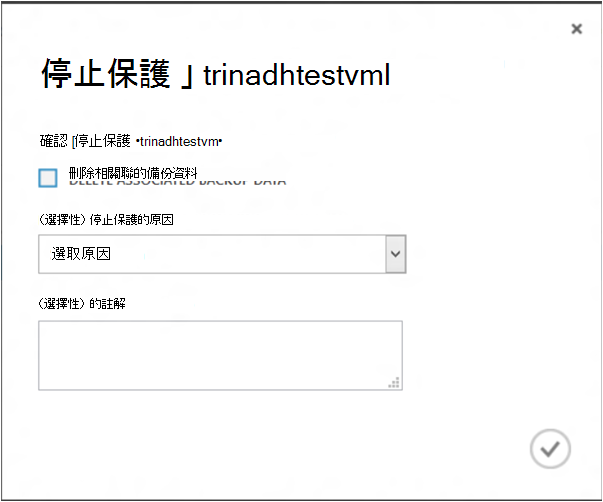 停止保護」trinadhtestvml
確認 [停止保護 •trinadhtestvm•
刪除相關聯的備份資料
DELETE ASSOCIATED BACKUP DATA
(選擇性) 停止保護的原因
選取原因
(選擇性) 的註解